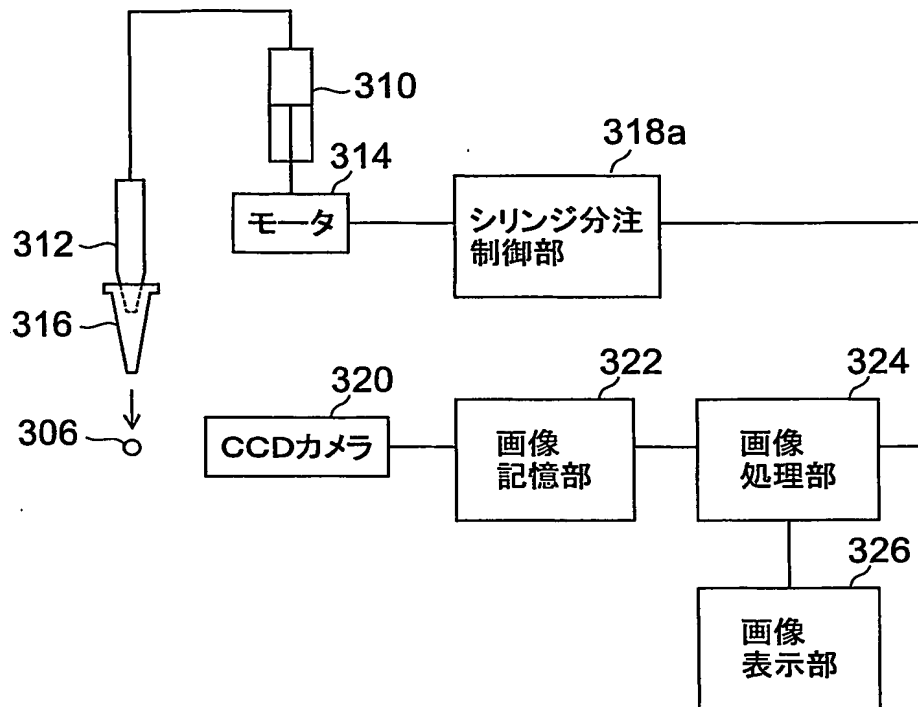 310
318a
314
モータ
シリンジ分注
制御部
312
316
306
320
CCDカメラ
322
画像
記憶部
324
画像
処理部
326
画像
表示部